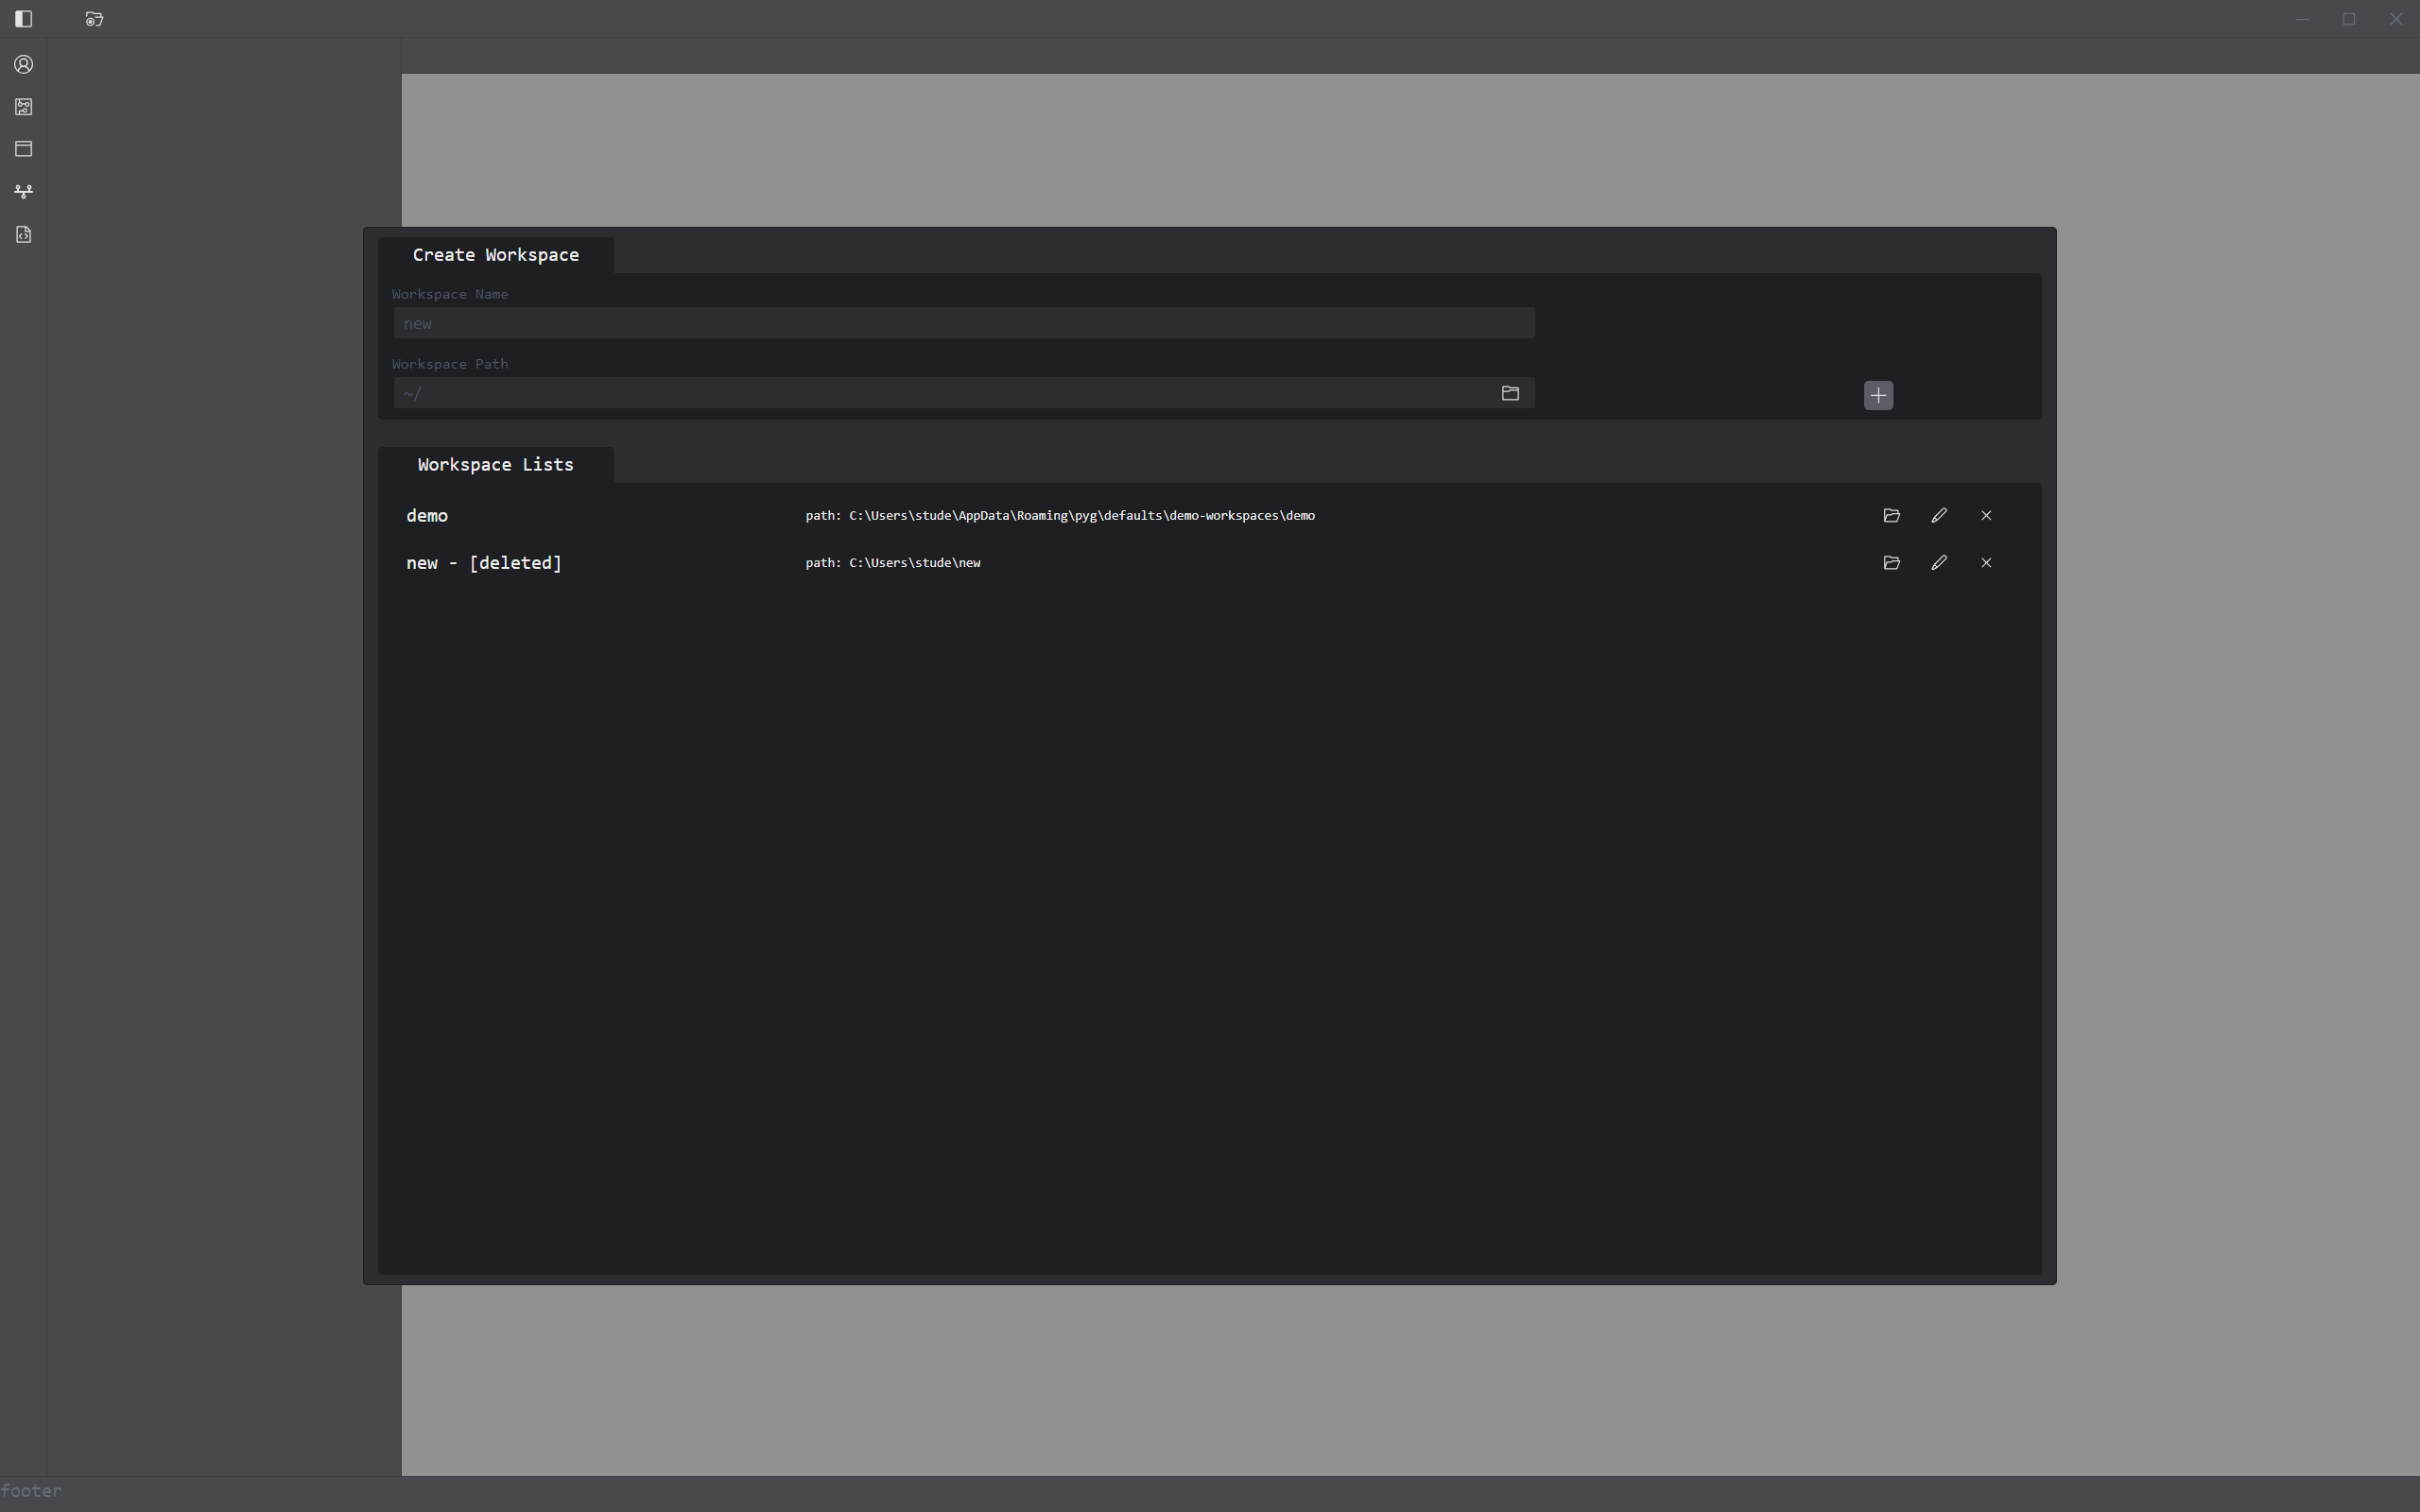 Create Workspace
Workspace Name
new
Workspace Path
~/
Workspace Lists
demo path: C:\Users\stude\AppData\Roaming\pyg\defaults\demo-workspaces\demo
new - [deleted] path: C:\Users\stude\new
footer